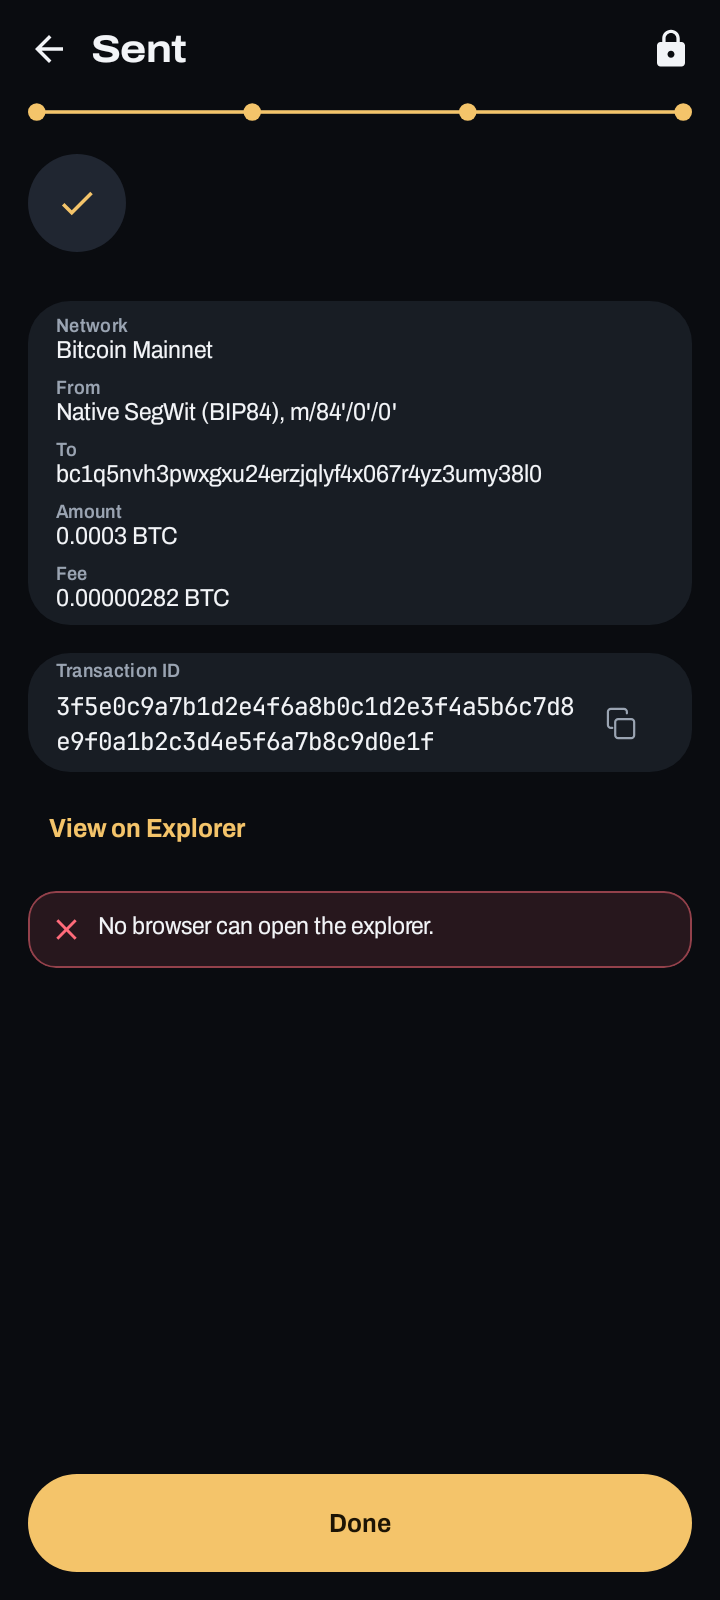 Sent
Network
Bitcoin Mainnet
From
Native SegWit (BIP84), m/84'/0'/0'
To
bc1q5nvh3pwxgxu24erzjqlyf4x067r4yz3umy38l0
Amount
0.0003 BTC
Fee
0.00000282 BTC
Transaction ID
3f5e0c9a7b1d2e4f6a8b0c1d2e3f4a5b6c7d8
e9f0a1b2c3d4e5f6a7b8c9d0e1f
View on Explorer
No browser can open the explorer.
Done